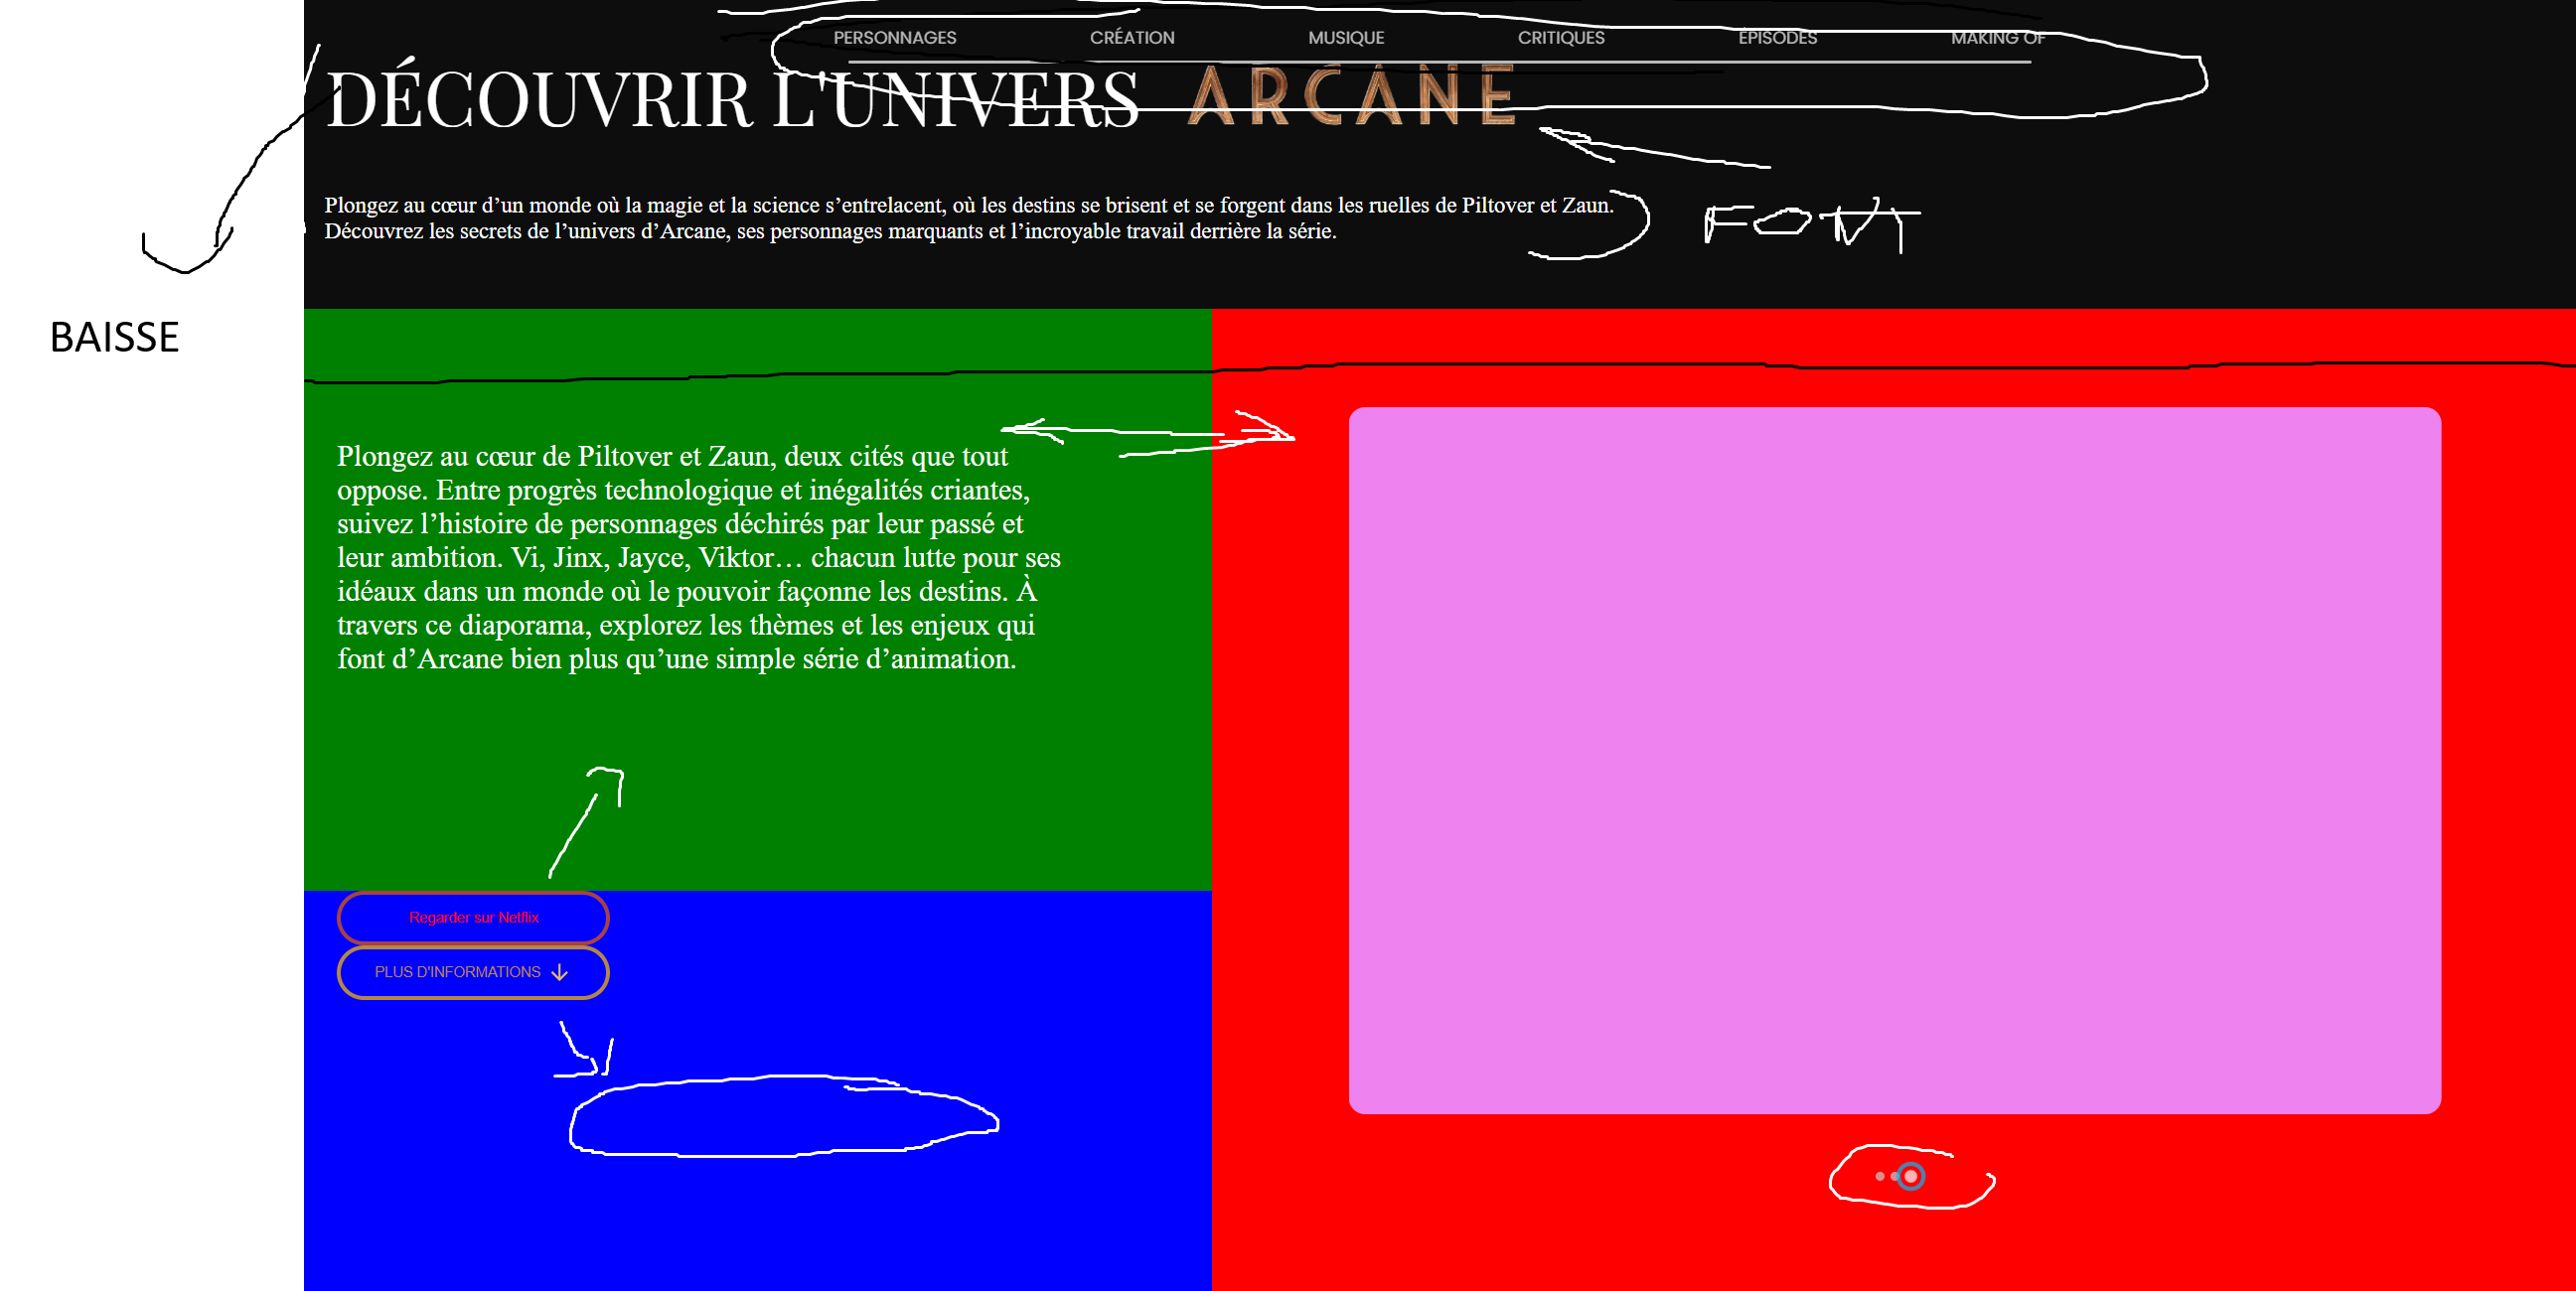 PERSONNAGES CRÉATION MUSIQUE CRITIQUES ÉPISODES MAKING OF
DÉCOUVRIR L'UNIVERS ARCANE
Plongez au cœur d’un monde où la magie et la science s’entrelacent, où les destins se brisent et se forgent dans les ruelles de Piltover et Zaun.
Découvrez les secrets de l’univers d’Arcane, ses personnages marquants et l’incroyable travail derrière la série.
FONT
BAISSE
Plongez au cœur de Piltover et Zaun, deux cités que tout
oppose. Entre progrès technologique et inégalités criantes,
suivez l’histoire de personnages déchirés par leur passé et
leur ambition. Vi, Jinx, Jayce, Viktor… chacun lutte pour ses
idéaux dans un monde où le pouvoir façonne les destins. À
travers ce diaporama, explorez les thèmes et les enjeux qui
font d’Arcane bien plus qu’une simple série d’animation.
Regarder sur Netflix
PLUS D'INFORMATIONS